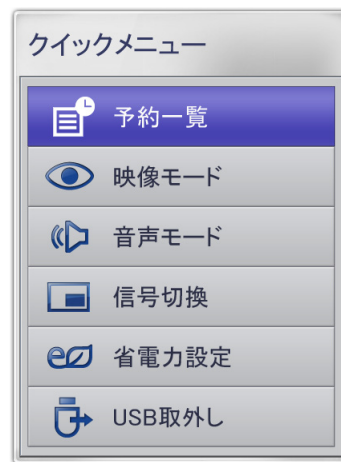 クイックメニュー
予約一覧
映像モード
音声モード
信号切換
省電力設定
USB取外し